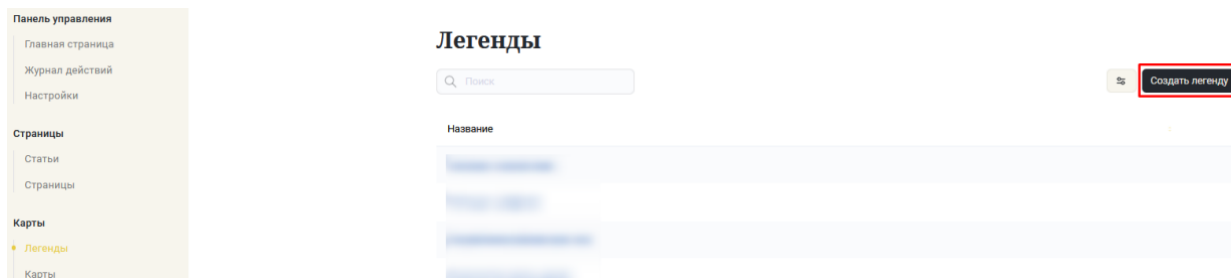 Панель управления
Главная страница
Журнал действий
Настройки
Страницы
Статьи
Страницы
Карты
Легенды
Карты
Легенды
Поиск
Создать легенду
Название